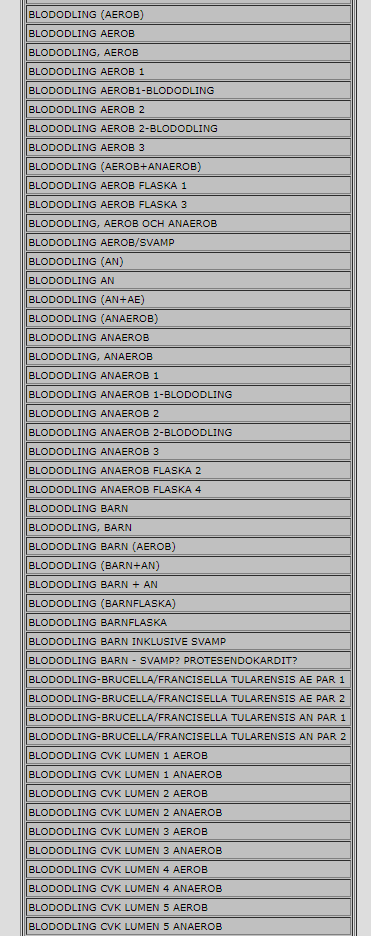 BLODODLING (AEROB)
BLODODLING AEROB
BLODODLING, AEROB
BLODODLING AEROB 1
BLODODLING AEROB1-BLODODLING
BLODODLING AEROB 2
BLODODLING AEROB 2-BLODODLING
BLODODLING AEROB 3
BLODODLING (AEROB+ANAEROB)
BLODODLING AEROB FLASKA 1
BLODODLING AEROB FLASKA 3
BLODODLING, AEROB OCH ANAEROB
BLODODLING AEROB/SVAMP
BLODODLING (AN)
BLODODLING AN
BLODODLING (AN+AE)
BLODODLING (ANAEROB)
BLODODLING ANAEROB
BLODODLING, ANAEROB
BLODODLING ANAEROB 1
BLODODLING ANAEROB 1-BLODODLING
BLODODLING ANAEROB 2
BLODODLING ANAEROB 2-BLODODLING
BLODODLING ANAEROB 3
BLODODLING ANAEROB FLASKA 2
BLODODLING ANAEROB FLASKA 4
BLODODLING BARN
BLODODLING, BARN
BLODODLING BARN (AEROB)
BLODODLING (BARN+AN)
BLODODLING BARN + AN
BLODODLING (BARNFLASKA)
BLODODLING BARNFLASKA
BLODODLING BARN INKLUSIVE SVAMP
BLODODLING BARN - SVAMP? PROTESENDOKARDIT?
BLODODLING-BRUCELLA/FRANCISELLA TULARENSIS AE PAR 1
BLODODLING-BRUCELLA/FRANCISELLA TULARENSIS AE PAR 2
BLODODLING-BRUCELLA/FRANCISELLA TULARENSIS AN PAR 1
BLODODLING-BRUCELLA/FRANCISELLA TULARENSIS AN PAR 2
BLODODLING CVK LUMEN 1 AEROB
BLODODLING CVK LUMEN 1 ANAEROB
BLODODLING CVK LUMEN 2 AEROB
BLODODLING CVK LUMEN 2 ANAEROB
BLODODLING CVK LUMEN 3 AEROB
BLODODLING CVK LUMEN 3 ANAEROB
BLODODLING CVK LUMEN 4 AEROB
BLODODLING CVK LUMEN 4 ANAEROB
BLODODLING CVK LUMEN 5 AEROB
BLODODLING CVK LUMEN 5 ANAEROB